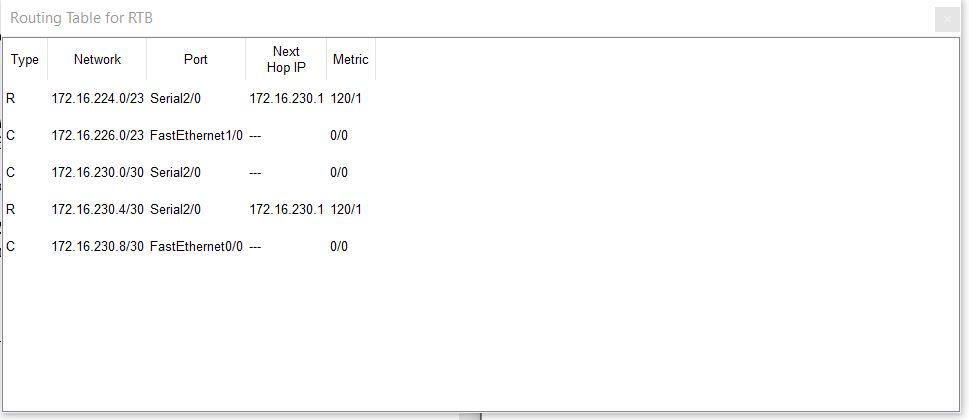 Routing Table for RTB
Type Network Port Next Hop IP Metric
R 172.16.224.0/23 Serial2/0 172.16.230.1 120/1
C 172.16.226.0/23 FastEthernet1/0 --- 0/0
C 172.16.230.0/30 Serial2/0 --- 0/0
R 172.16.230.4/30 Serial2/0 172.16.230.1 120/1
C 172.16.230.8/30 FastEthernet0/0 --- 0/0